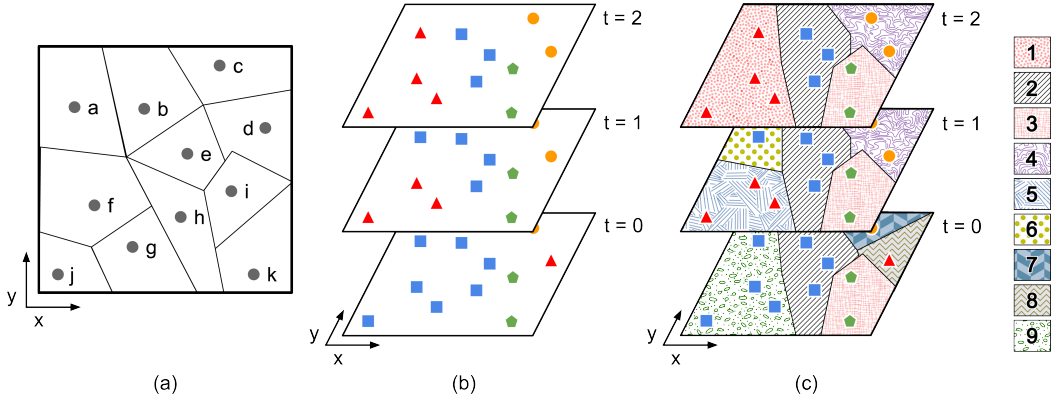 a
b
c
d
e
f
g
h
i
j
k
y
x
(a)
t = 2
t = 1
t = 0
y
x
(b)
t = 2
t = 1
t = 0
y
x
(c)
1
2
3
4
5
6
7
8
9